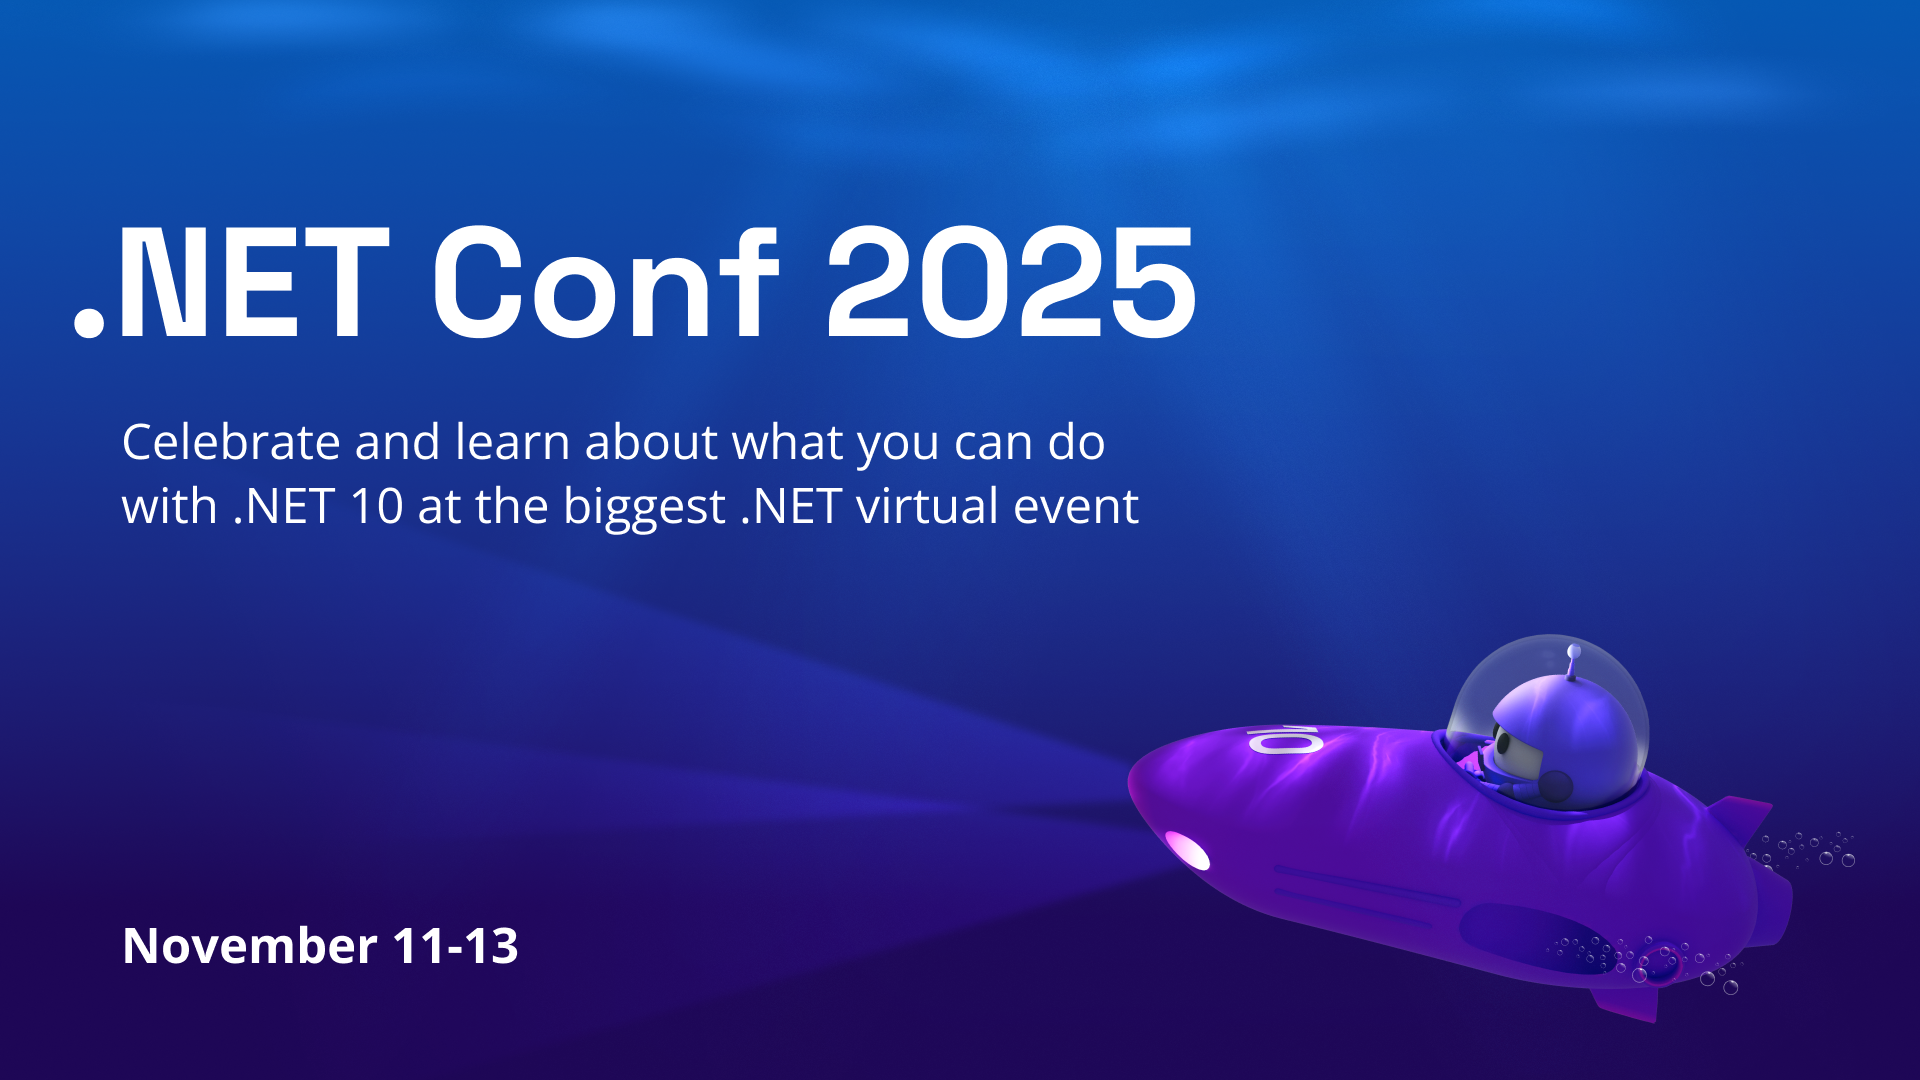 .NET Conf 2025
Celebrate and learn about what you can do
with .NET 10 at the biggest .NET virtual event
10
November 11-13